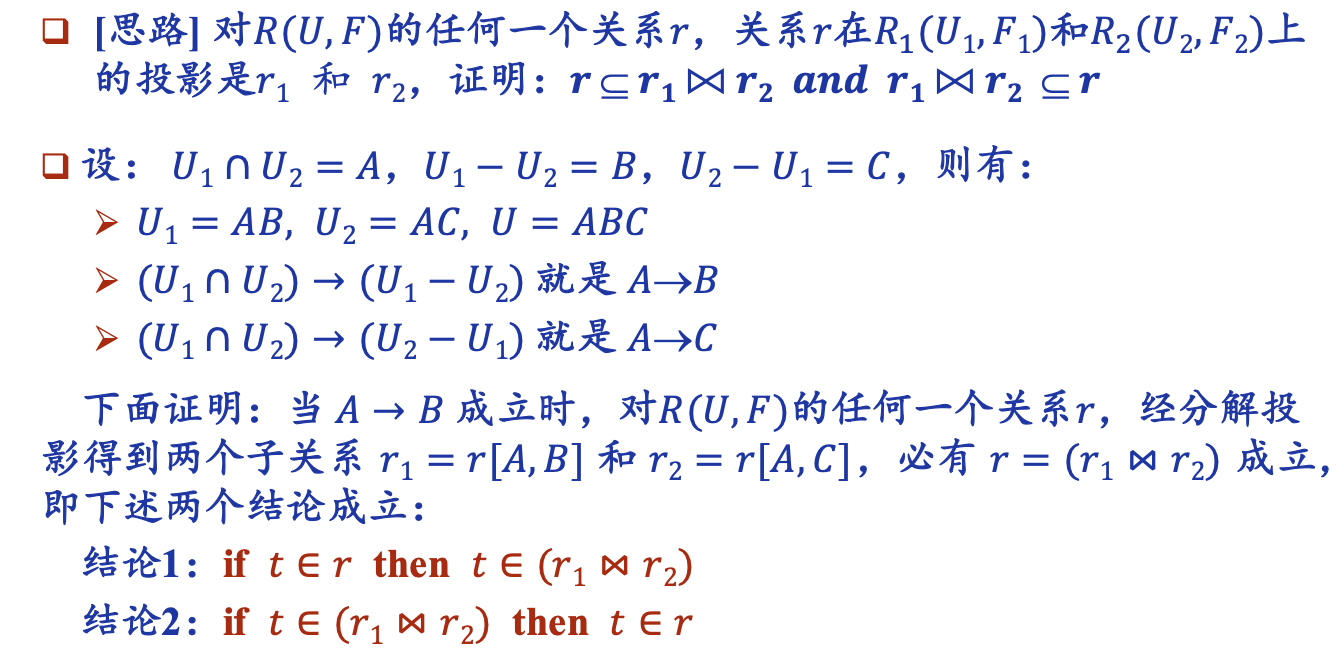 ❑ [思路] 对R(U,F)的任何一个关系r，关系r在R₁(U₁,F₁)和R₂(U₂,F₂)上
的投影是r₁ 和 r₂，证明：r ⊆ r₁ ⋈ r₂ and r₁ ⋈ r₂ ⊆ r
❑ 设： U₁ ∩ U₂ = A，U₁ − U₂ = B，U₂ − U₁ = C，则有：
➢ U₁ = AB, U₂ = AC, U = ABC
➢ (U₁ ∩ U₂) → (U₁ − U₂) 就是 A→B
➢ (U₁ ∩ U₂) → (U₂ − U₁) 就是 A→C
下面证明：当 A → B 成立时，对R(U,F)的任何一个关系r，经分解投
影得到两个子关系 r₁ = r[A,B] 和 r₂ = r[A,C]，必有 r = (r₁ ⋈ r₂) 成立，
即下述两个结论成立：
结论1：if t ∈ r then t ∈ (r₁ ⋈ r₂)
结论2：if t ∈ (r₁ ⋈ r₂) then t ∈ r